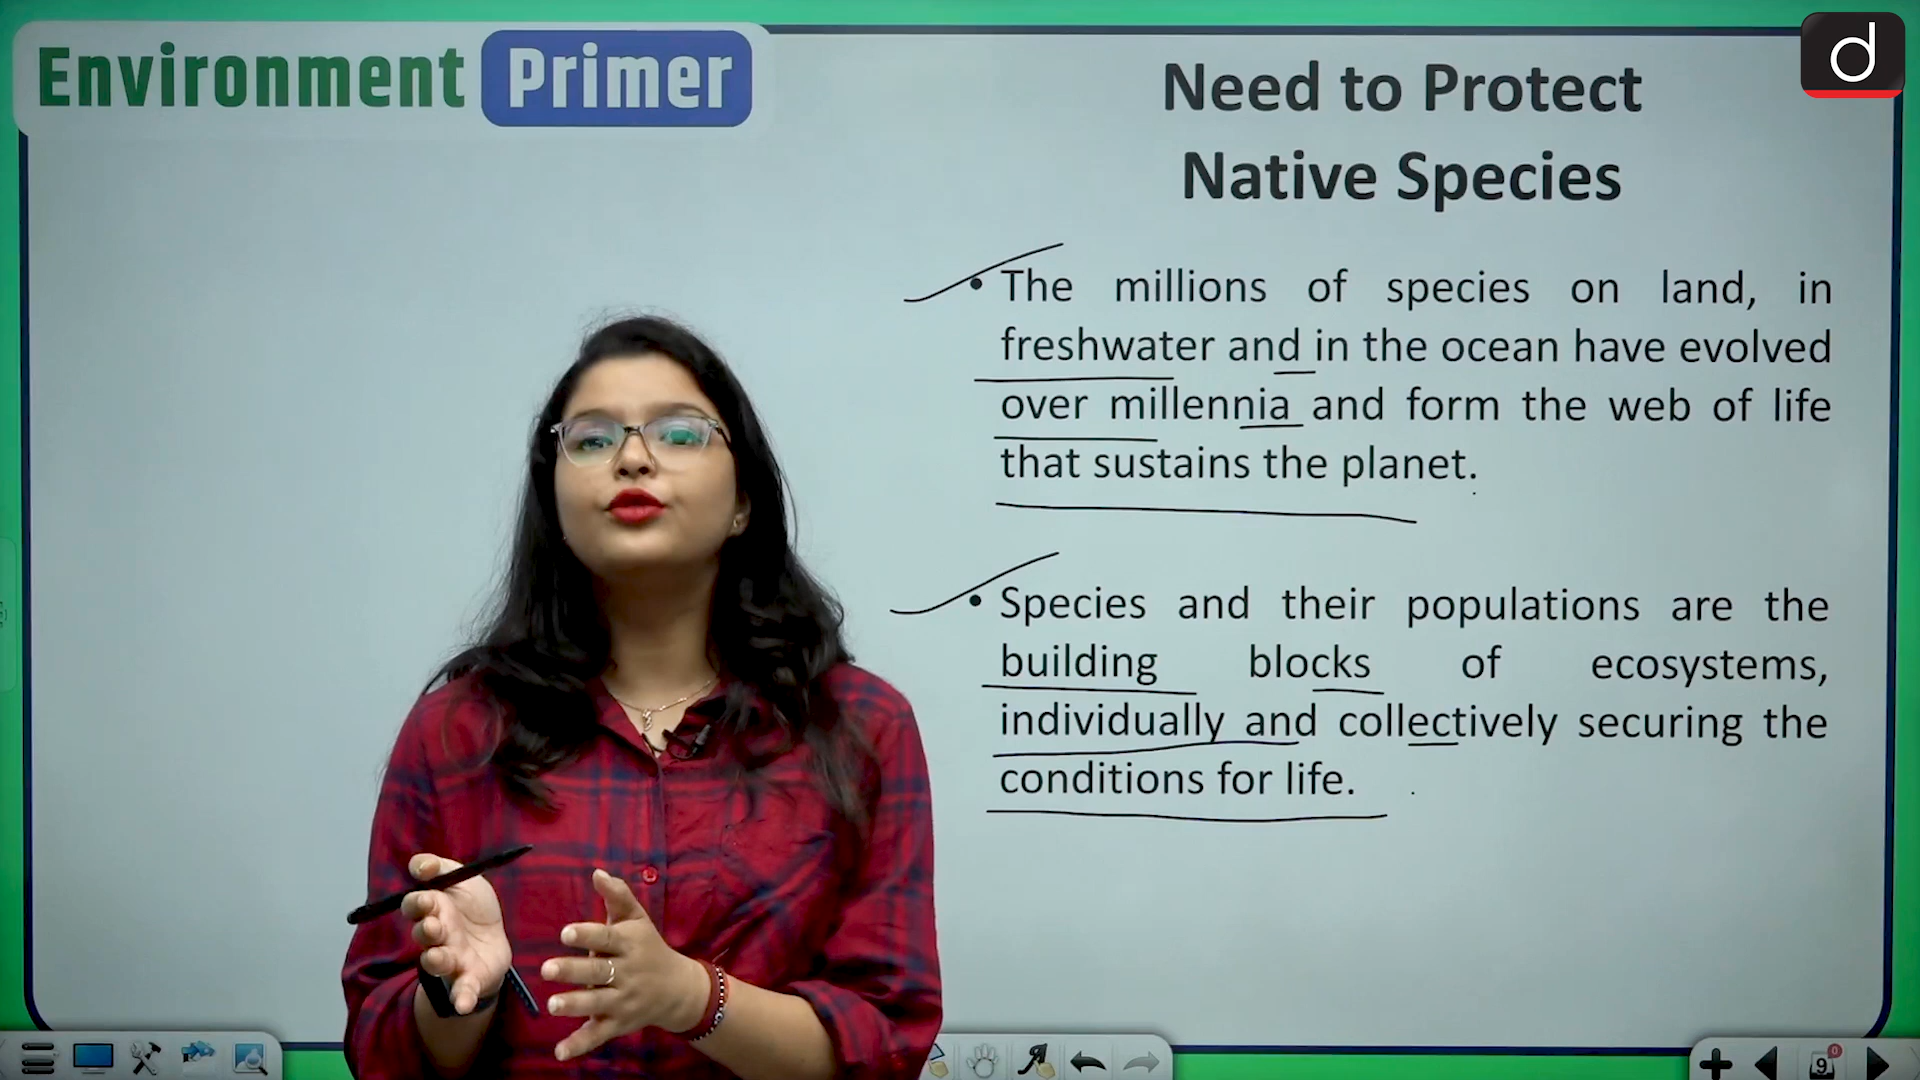 Environment Primer
d
Need to Protect
Native Species
• The millions of species on land, in
freshwater and in the ocean have evolved
over millennia and form the web of life
that sustains the planet.
• Species and their populations are the
building blocks of ecosystems,
individually and collectively securing the
conditions for life.
9
0